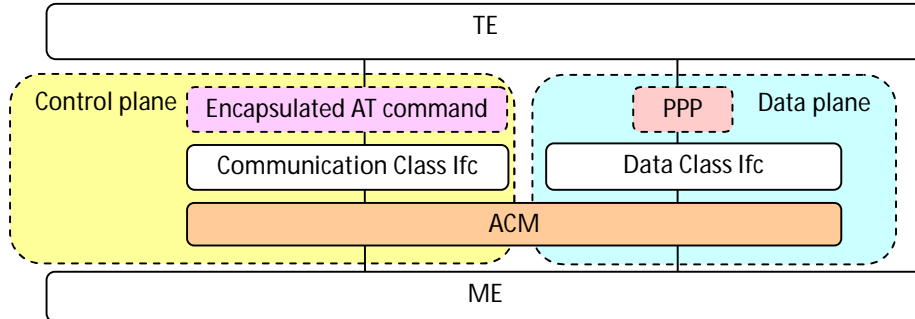 TE
Control plane
Encapsulated AT command
PPP
Data plane
Communication Class Ifc
Data Class Ifc
ACM
ME